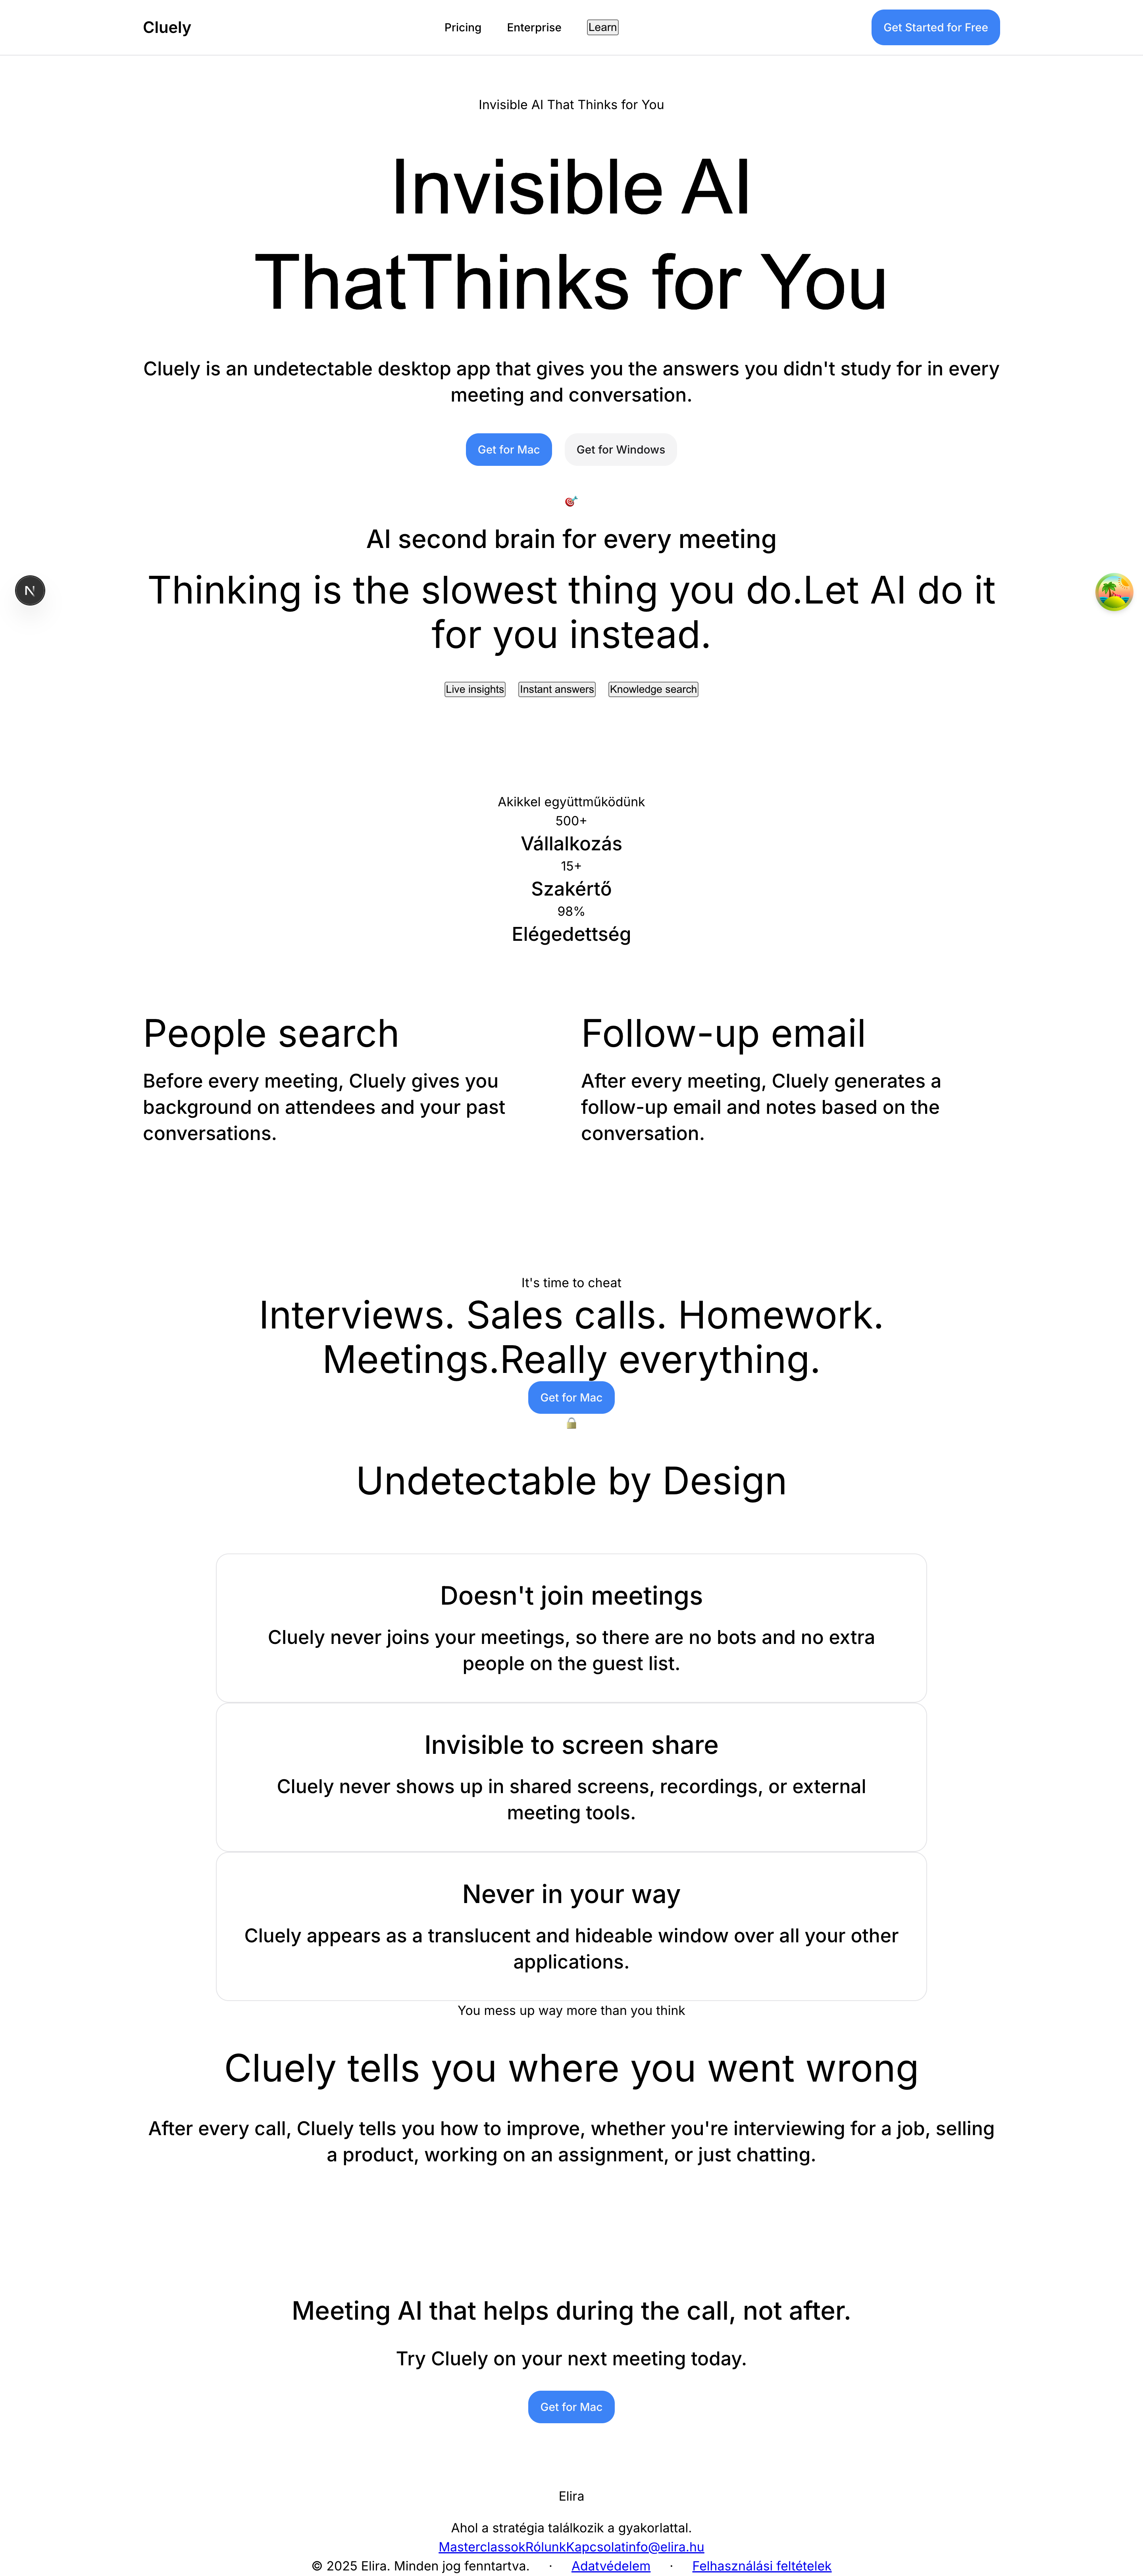 Cluely Pricing Enterprise Learn Get Started for Free
Invisible AI That Thinks for You
Invisible AI
ThatThinks for You
Cluely is an undetectable desktop app that gives you the answers you didn't study for in every
meeting and conversation.
Get for Mac Get for Windows
AI second brain for every meeting
N
Thinking is the slowest thing you do.Let AI do it
for you instead.
Live insights Instant answers Knowledge search
Akikkel együttműködünk
500+
Vállalkozás
15+
Szakértő
98%
Elégedettség
People search
Before every meeting, Cluely gives you
background on attendees and your past
conversations.
Follow-up email
After every meeting, Cluely generates a
follow-up email and notes based on the
conversation.
It's time to cheat
Interviews. Sales calls. Homework.
Meetings.Really everything.
Get for Mac
Undetectable by Design
Doesn't join meetings
Cluely never joins your meetings, so there are no bots and no extra
people on the guest list.
Invisible to screen share
Cluely never shows up in shared screens, recordings, or external
meeting tools.
Never in your way
Cluely appears as a translucent and hideable window over all your other
applications.
You mess up way more than you think
Cluely tells you where you went wrong
After every call, Cluely tells you how to improve, whether you're interviewing for a job, selling
a product, working on an assignment, or just chatting.
Meeting AI that helps during the call, not after.
Try Cluely on your next meeting today.
Get for Mac
Elira
Ahol a stratégia találkozik a gyakorlattal.
MasterclassokRólunkKapcsolatinfo@elira.hu
© 2025 Elira. Minden jog fenntartva. · Adatvédelem · Felhasználási feltételek